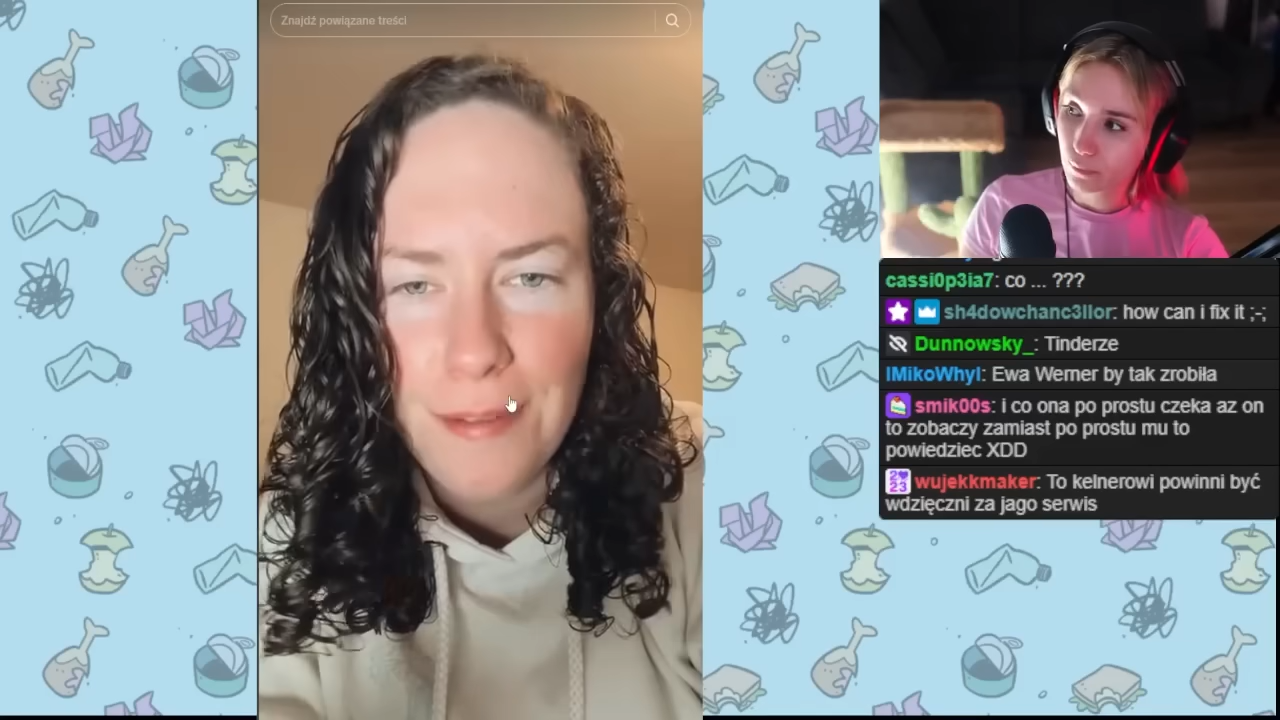 Znajdź powiązane treści
cassi0p3ia7: co ... ???
sh4dowchanc3llor: how can i fix it ;-;
Dunnowsky_: Tinderze
IMikoWhyI: Ewa Werner by tak zrobiła
smik00s: i co ona po prostu czeka az on
to zobaczy zamiast po prostu mu to
powiedziec XDD
2023 wujekkmaker: To kelnerowi powinni być
wdzięczni za jago serwis